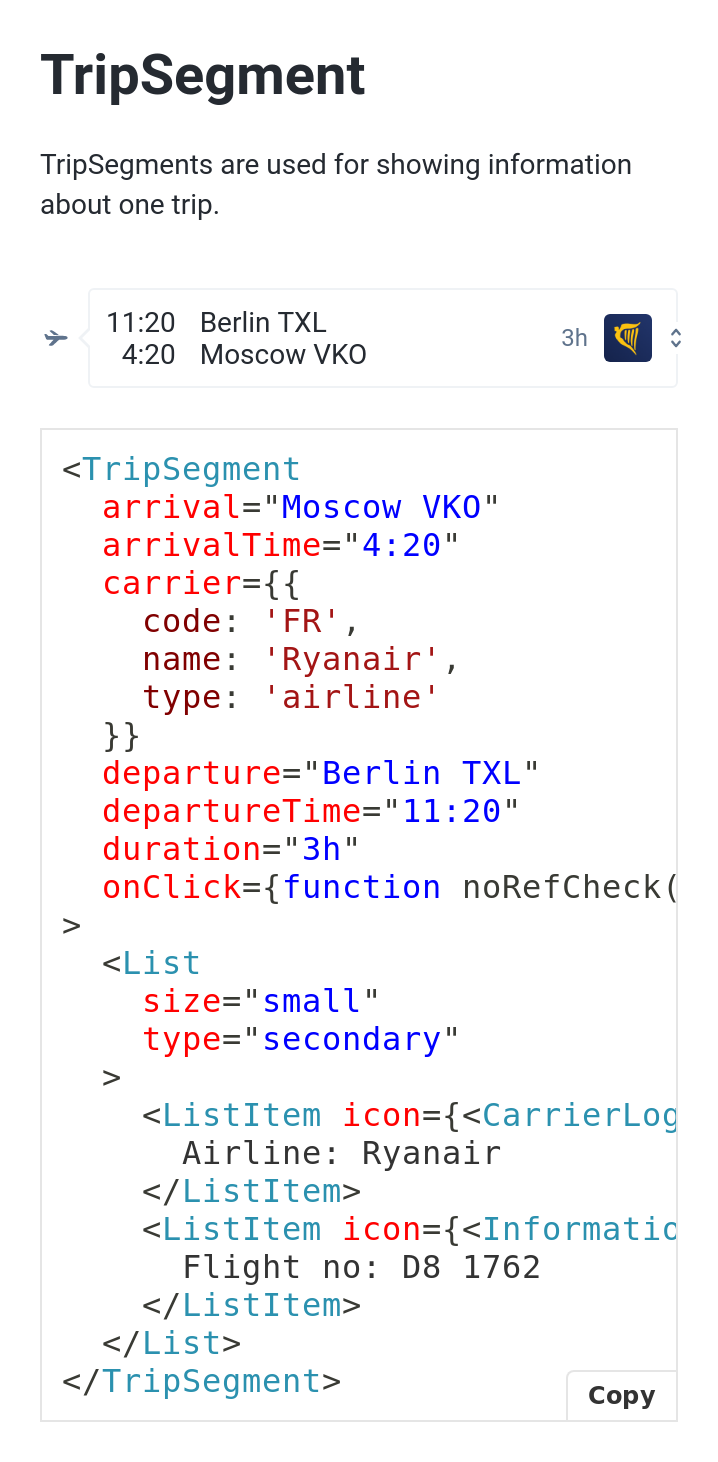 TripSegment
TripSegments are used for showing information
about one trip.
11:20 Berlin TXL
4:20 Moscow VKO
3h
<TripSegment
  arrival="Moscow VKO"
  arrivalTime="4:20"
  carrier={{
    code: 'FR',
    name: 'Ryanair',
    type: 'airline'
  }}
  departure="Berlin TXL"
  departureTime="11:20"
  duration="3h"
  onClick={function noRefCheck(
>
  <List
    size="small"
    type="secondary"
  >
    <ListItem icon={<CarrierLog
      Airline: Ryanair
    </ListItem>
    <ListItem icon={<Informatio
      Flight no: D8 1762
    </ListItem>
  </List>
</TripSegment>
Copy